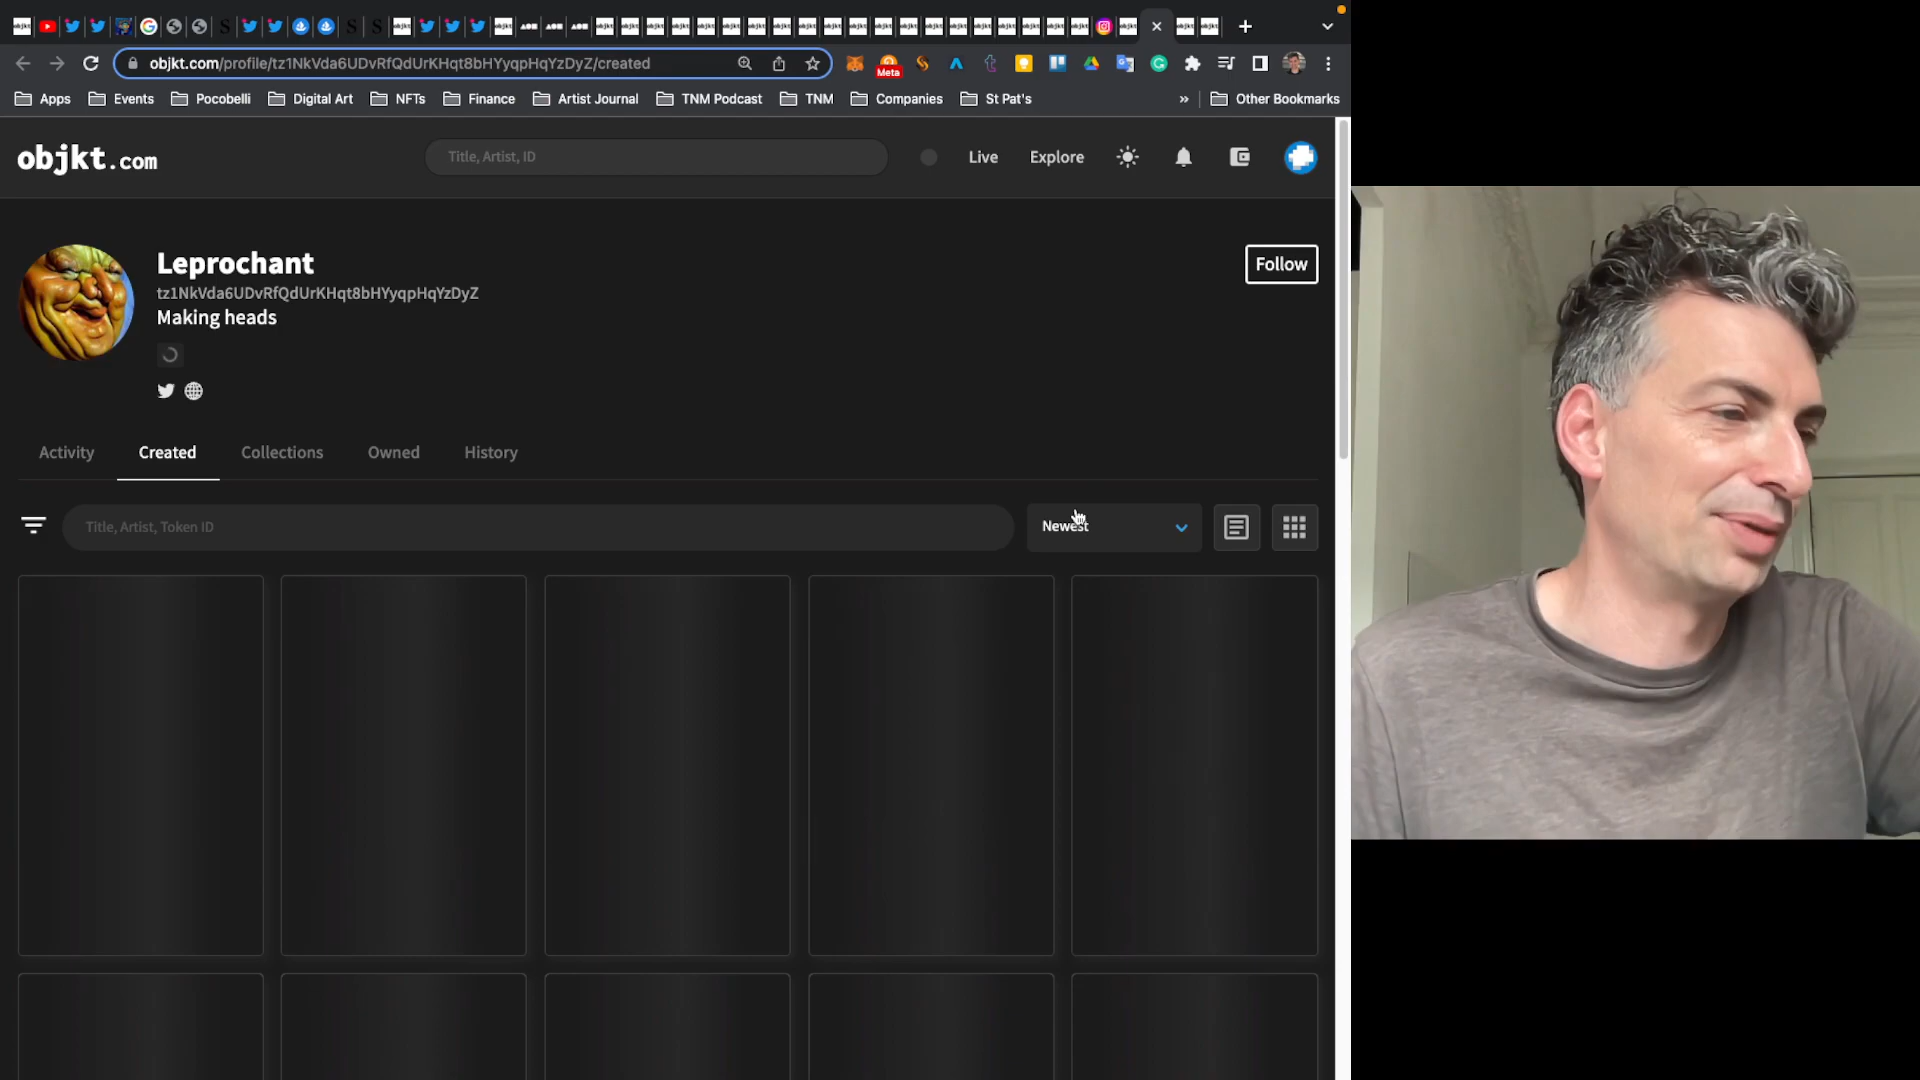 objkt.com/profile/tz1NkVda6UDvRfQdUrKHqt8bHYyqpHqYzDyZ/created
Meta
Apps Events Pocobelli Digital Art NFTs Finance Artist Journal TNM Podcast TNM Companies St Pat's » Other Bookmarks
objkt.com Title, Artist, ID Live Explore
Leprochant
Follow
tz1NkVda6UDvRfQdUrKHqt8bHYyqpHqYzDyZ
Making heads
Activity Created Collections Owned History
Title, Artist, Token ID Newest